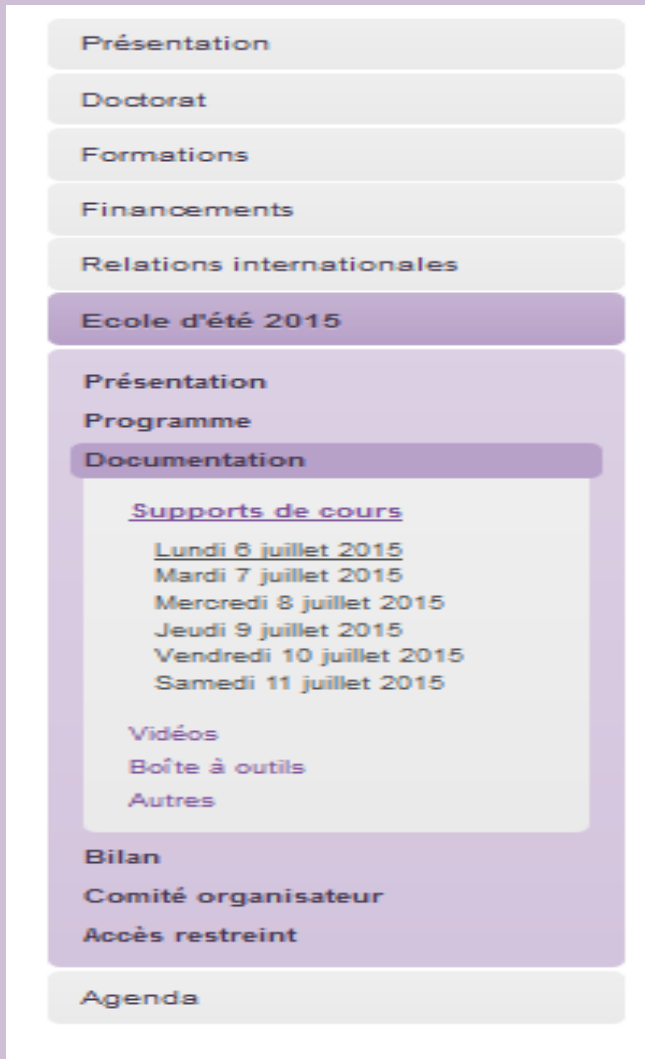 Présentation
Doctorat
Formations
Financements
Relations internationales
Ecole d'été 2015
Présentation
Programme
Documentation
Supports de cours
Lundi 6 juillet 2015
Mardi 7 juillet 2015
Mercredi 8 juillet 2015
Jeudi 9 juillet 2015
Vendredi 10 juillet 2015
Samedi 11 juillet 2015
Vidéos
Boîte à outils
Autres
Bilan
Comité organisateur
Accès restreint
Agenda